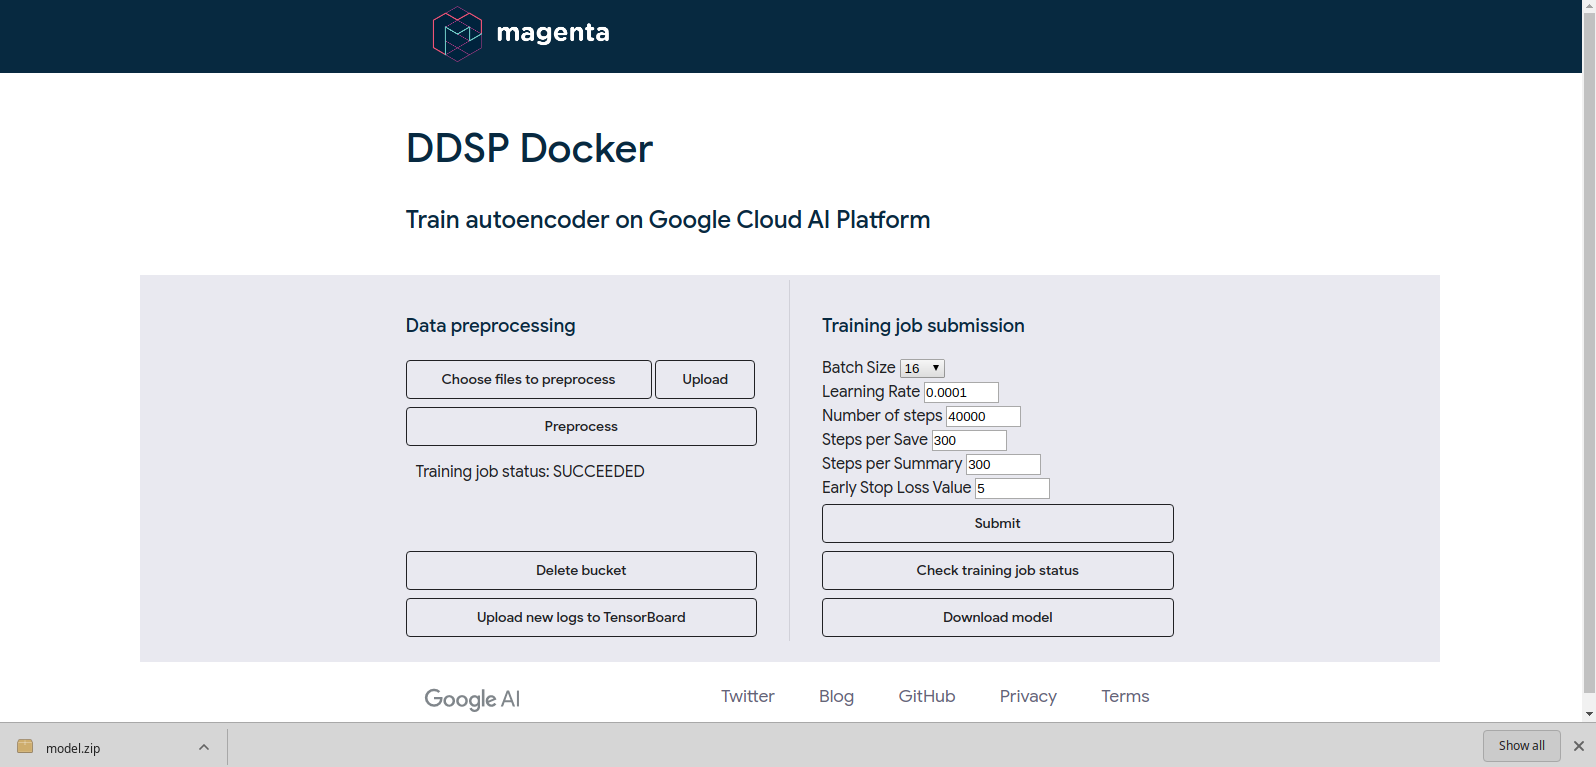 magenta
DDSP Docker
Train autoencoder on Google Cloud AI Platform
Data preprocessing
Choose files to preprocess
Upload
Preprocess
Training job status: SUCCEEDED
Delete bucket
Upload new logs to TensorBoard
Training job submission
Batch Size 16
Learning Rate 0.0001
Number of steps 40000
Steps per Save 300
Steps per Summary 300
Early Stop Loss Value 5
Submit
Check training job status
Download model
Google AI
Twitter
Blog
GitHub
Privacy
Terms
model.zip
Show all